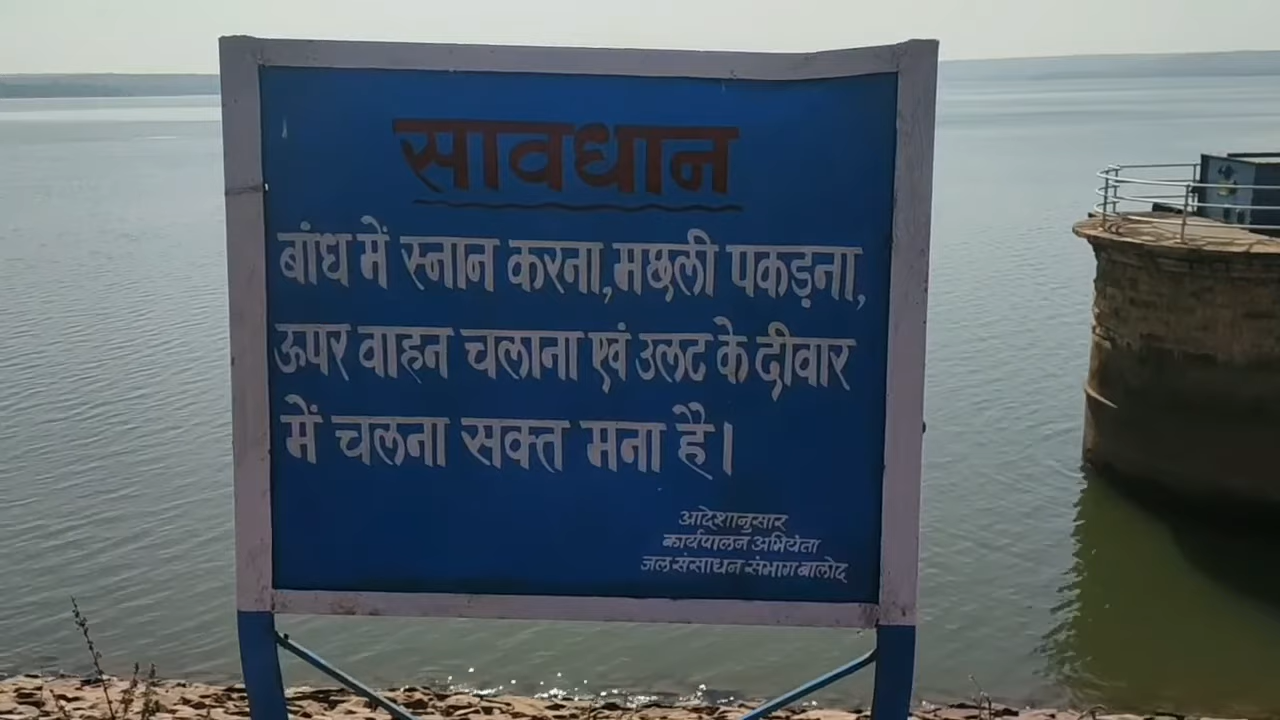 सावधान
बांध में स्नान करना, मछली पकड़ना,
ऊपर वाहन चलाना एवं उलट के दीवार
में चलना सक्त मना है।
आदेशानुसार
कार्यपालन अभियंता
जल संसाधन संभाग बालोद